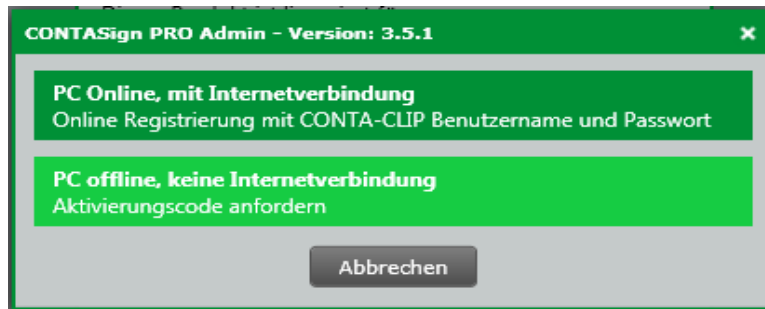 CONTASign PRO Admin - Version: 3.5.1
PC Online, mit Internetverbindung
Online Registrierung mit CONTA-CLIP Benutzername und Passwort
PC offline, keine Internetverbindung
Aktivierungscode anfordern
Abbrechen